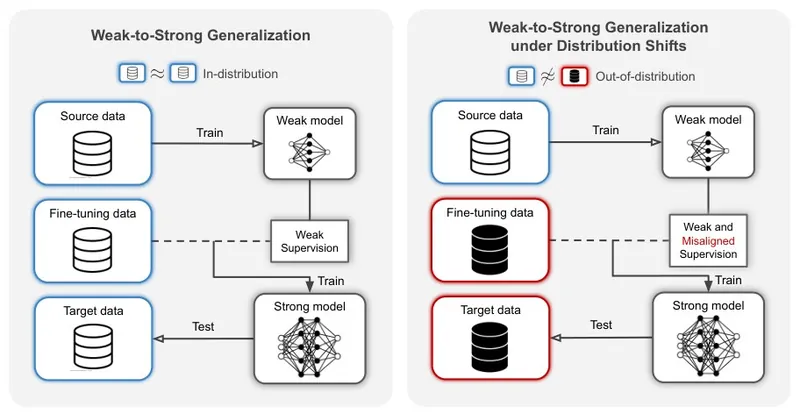 Weak-to-Strong Generalization
≈
In-distribution
Source data
Train
Weak model
Fine-tuning data
Weak
Supervision
Train
Target data
Test
Strong model
Weak-to-Strong Generalization
under Distribution Shifts
≉
Out-of-distribution
Source data
Train
Weak model
Fine-tuning data
Weak and
Misaligned
Supervision
Train
Target data
Test
Strong model